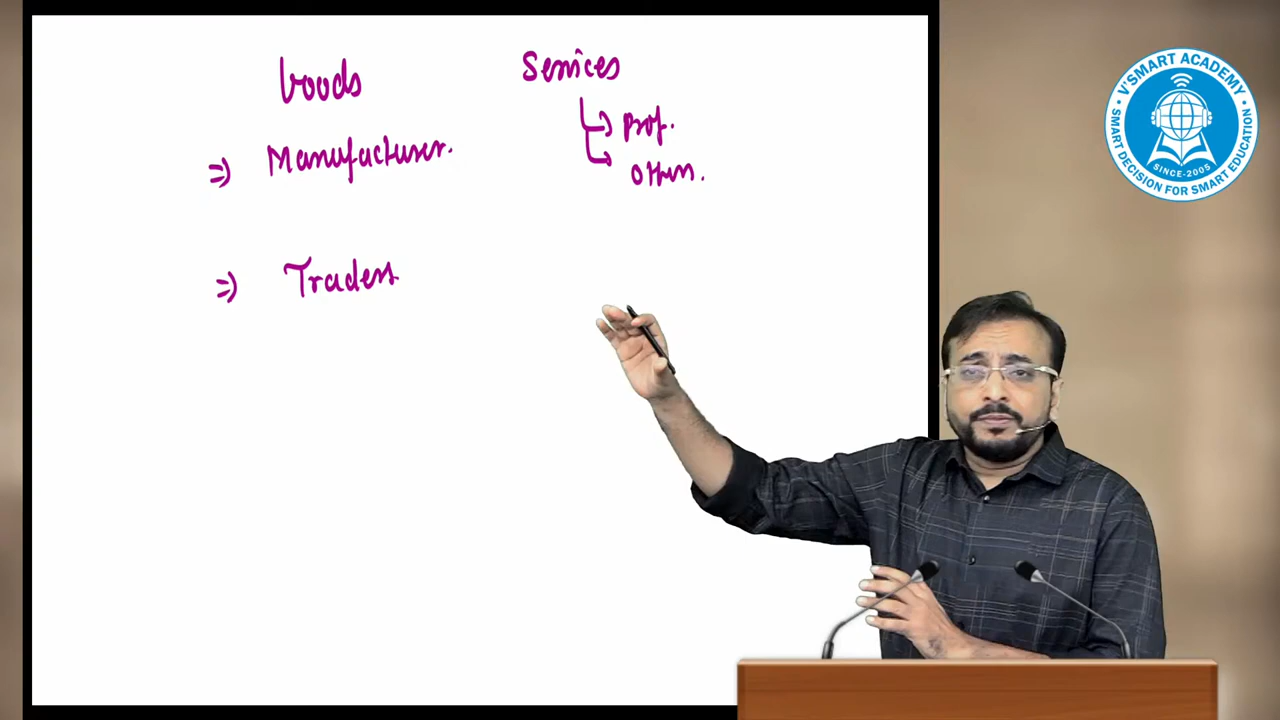 Goods
=) Manufacturer.
=) Traders
Services
Prof.
Others.
V'SMART ACADEMY
SINCE-2005
SMART DECISION FOR SMART EDUCATION